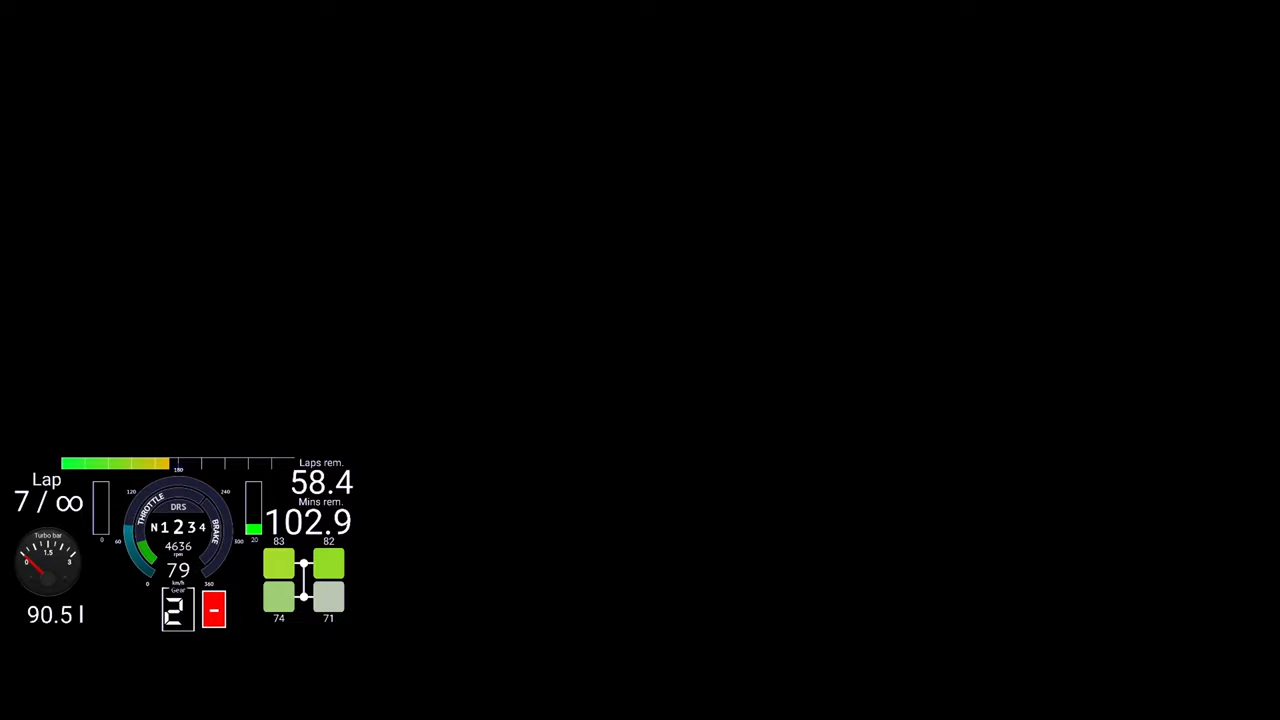 Lap
7 / ∞
Laps rem.
58.4
Mins rem.
102.9
180
120
240
60
300
0
360
THROTTLE
DRS
BRAKE
N 1 2 3 4
4636
rpm
79
km/h
0
20
Turbo bar
0
1.5
3
90.5 l
Gear
2
-
83
82
74
71